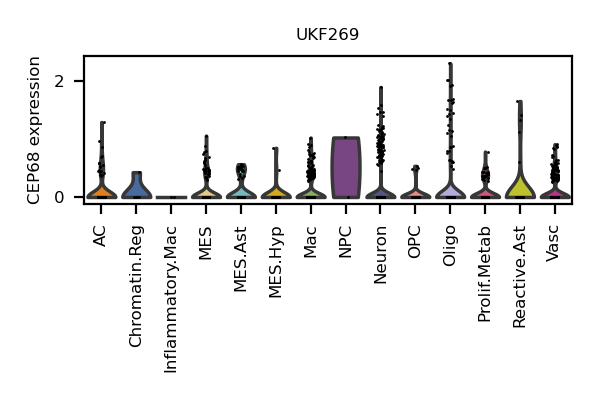 UKF269
CEP68 expression
2
0
AC
Chromatin.Reg
Inflammatory.Mac
MES
MES.Ast
MES.Hyp
Mac
NPC
Neuron
OPC
Oligo
Prolif.Metab
Reactive.Ast
Vasc